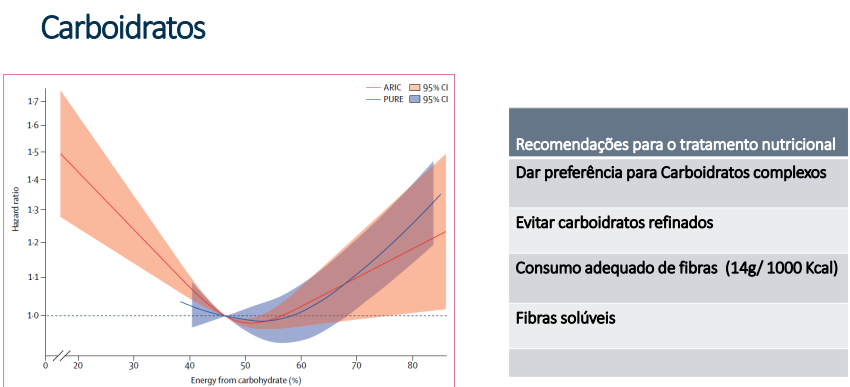 Carboidratos
ARIC 95% CI
PURE 95% CI
Hazard ratio
1·7
1·6
1·5
1·4
1·3
1·2
1·1
1·0
0 20 30 40 50 60 70 80
Energy from carbohydrate (%)
Recomendações para o tratamento nutricional
Dar preferência para Carboidratos complexos
Evitar carboidratos refinados
Consumo adequado de fibras (14g/ 1000 Kcal)
Fibras solúveis